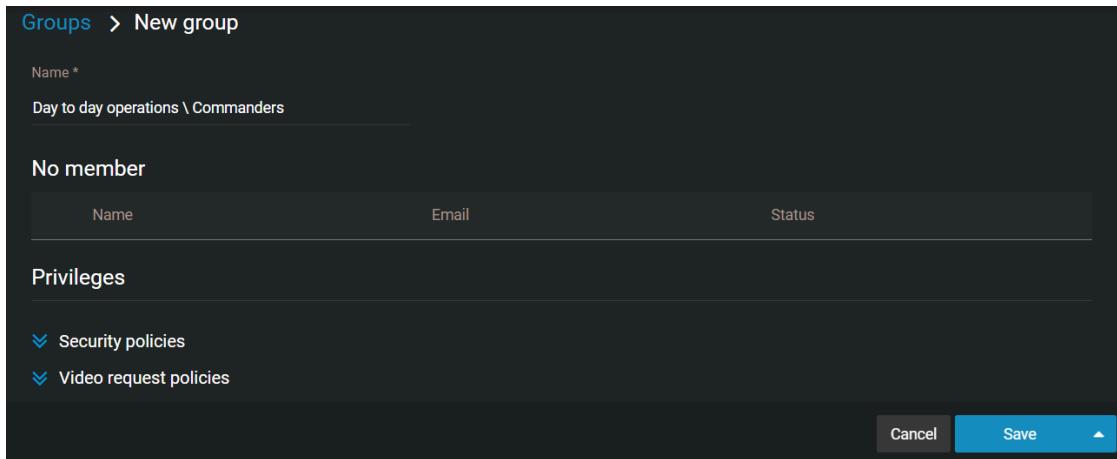 Groups > New group
Name *
Day to day operations \ Commanders
No member
Name Email Status
Privileges
Security policies
Video request policies
Cancel Save